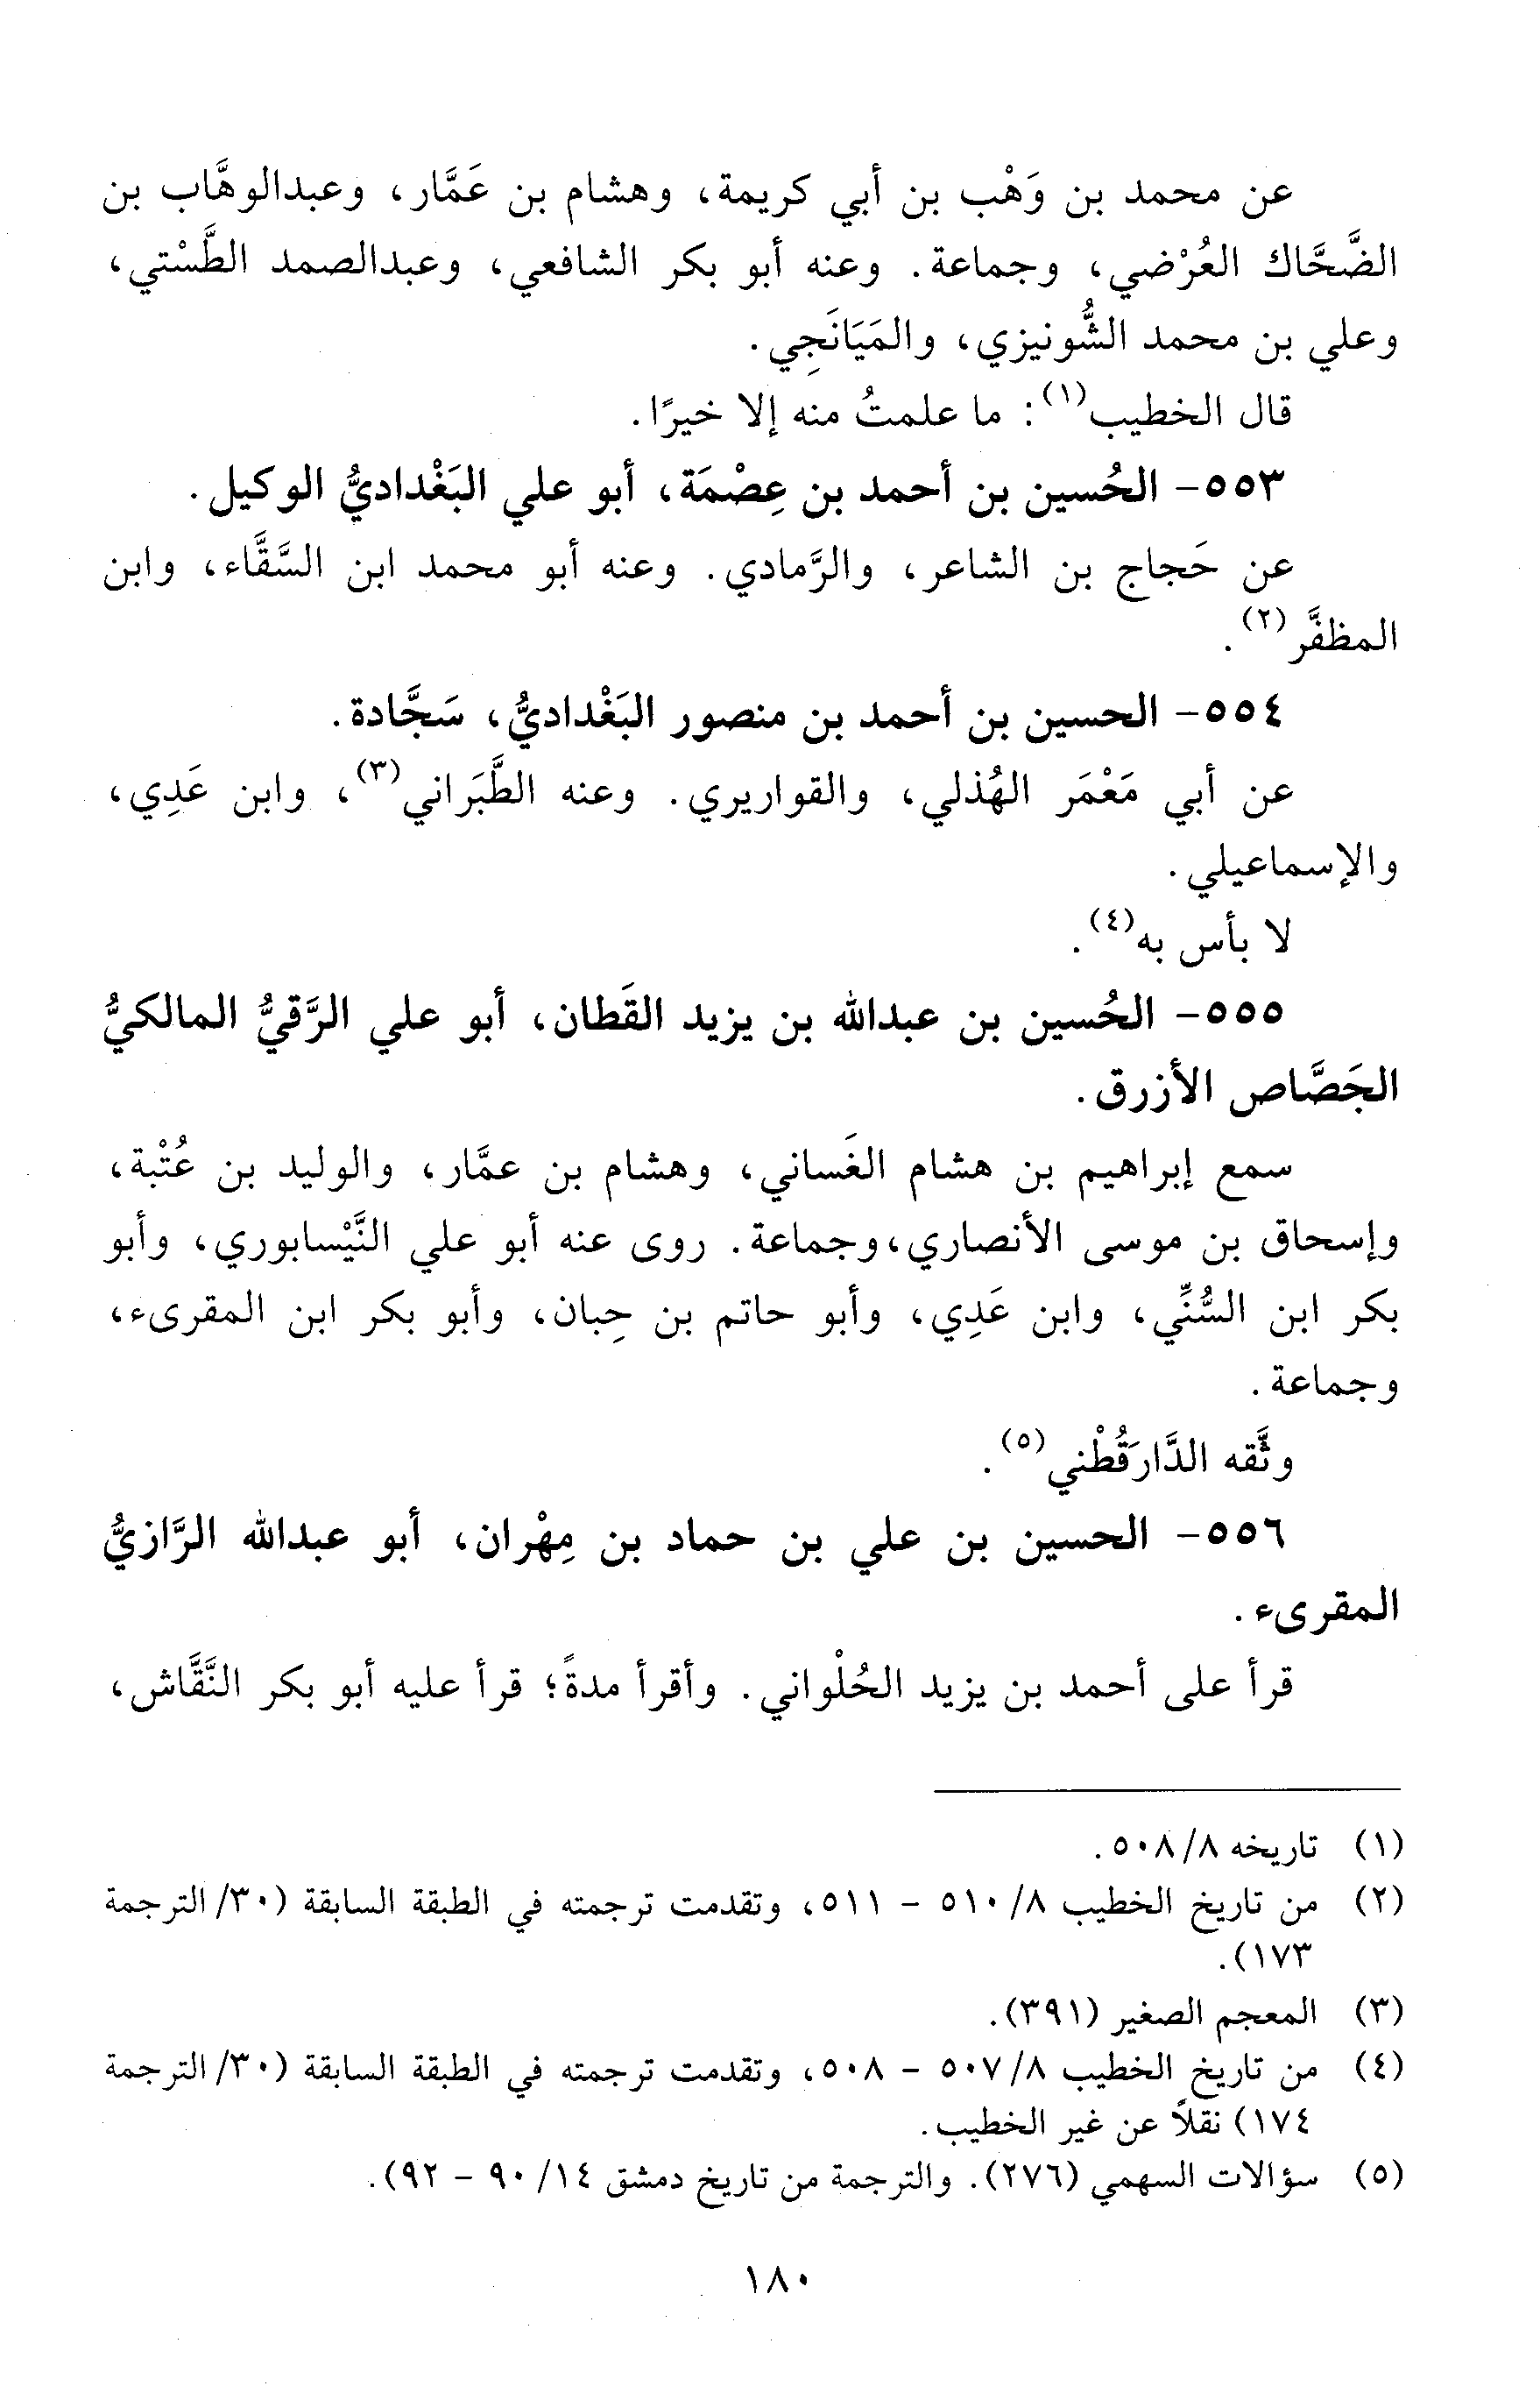 عن محمد بن وَهْب بن أبي كريمة، وهشام بن عَمَّار، وعبدالوهَّاب بن
الضَّحَّاك العُرْضي، وجماعة. وعنه أبو بكر الشافعي، وعبدالصمد الطَّسْتي،
وعلي بن محمد الشُّونيزي، والمَيَانَجِي.
قال الخطيب(١): ما علمتُ منه إلا خيرًا.
٥٥٣- الحُسين بن أحمد بن عِصْمَة، أبو علي البَغْداديُّ الوكيل.
عن حَجاج بن الشاعر، والرَّمادي. وعنه أبو محمد ابن السَّقَّاء، وابن
المظفَّر(٢).
٥٥٤- الحسين بن أحمد بن منصور البَغْداديُّ، سَجَّادة.
عن أبي مَعْمَر الهُذلي، والقواريري. وعنه الطَّبَراني(٣)، وابن عَدِي،
والإسماعيلي.
لا بأس به(٤).
٥٥٥- الحُسين بن عبدالله بن يزيد القَطان، أبو علي الرَّقيُّ المالكيُّ
الجَصَّاص الأزرق.
سمع إبراهيم بن هشام الغَساني، وهشام بن عمَّار، والوليد بن عُتْبة،
وإسحاق بن موسى الأنصاري، وجماعة. روى عنه أبو علي النَّيْسابوري، وأبو
بكر ابن السُّنِّي، وابن عَدِي، وأبو حاتم بن حِبان، وأبو بكر ابن المقرىء،
وجماعة.
وثَّقه الدَّارَقُطْني(٥).
٥٥٦- الحسين بن علي بن حماد بن مِهْران، أبو عبدالله الرَّازيُّ
المقرىء.
قرأ على أحمد بن يزيد الحُلْواني. وأقرأ مدةً؛ قرأ عليه أبو بكر النَّقَّاش،
(١) تاريخه ٨/ ٥٠٨.
(٢) من تاريخ الخطيب ٨/ ٥١٠ - ٥١١، وتقدمت ترجمته في الطبقة السابقة (٣٠/ الترجمة
١٧٣).
(٣) المعجم الصغير (٣٩١).
(٤) من تاريخ الخطيب ٨/ ٥٠٧ - ٥٠٨، وتقدمت ترجمته في الطبقة السابقة (٣٠/ الترجمة
١٧٤) نقلاً عن غير الخطيب.
(٥) سؤالات السهمي (٢٧٦). والترجمة من تاريخ دمشق ١٤/ ٩٠ - ٩٢).
١٨٠